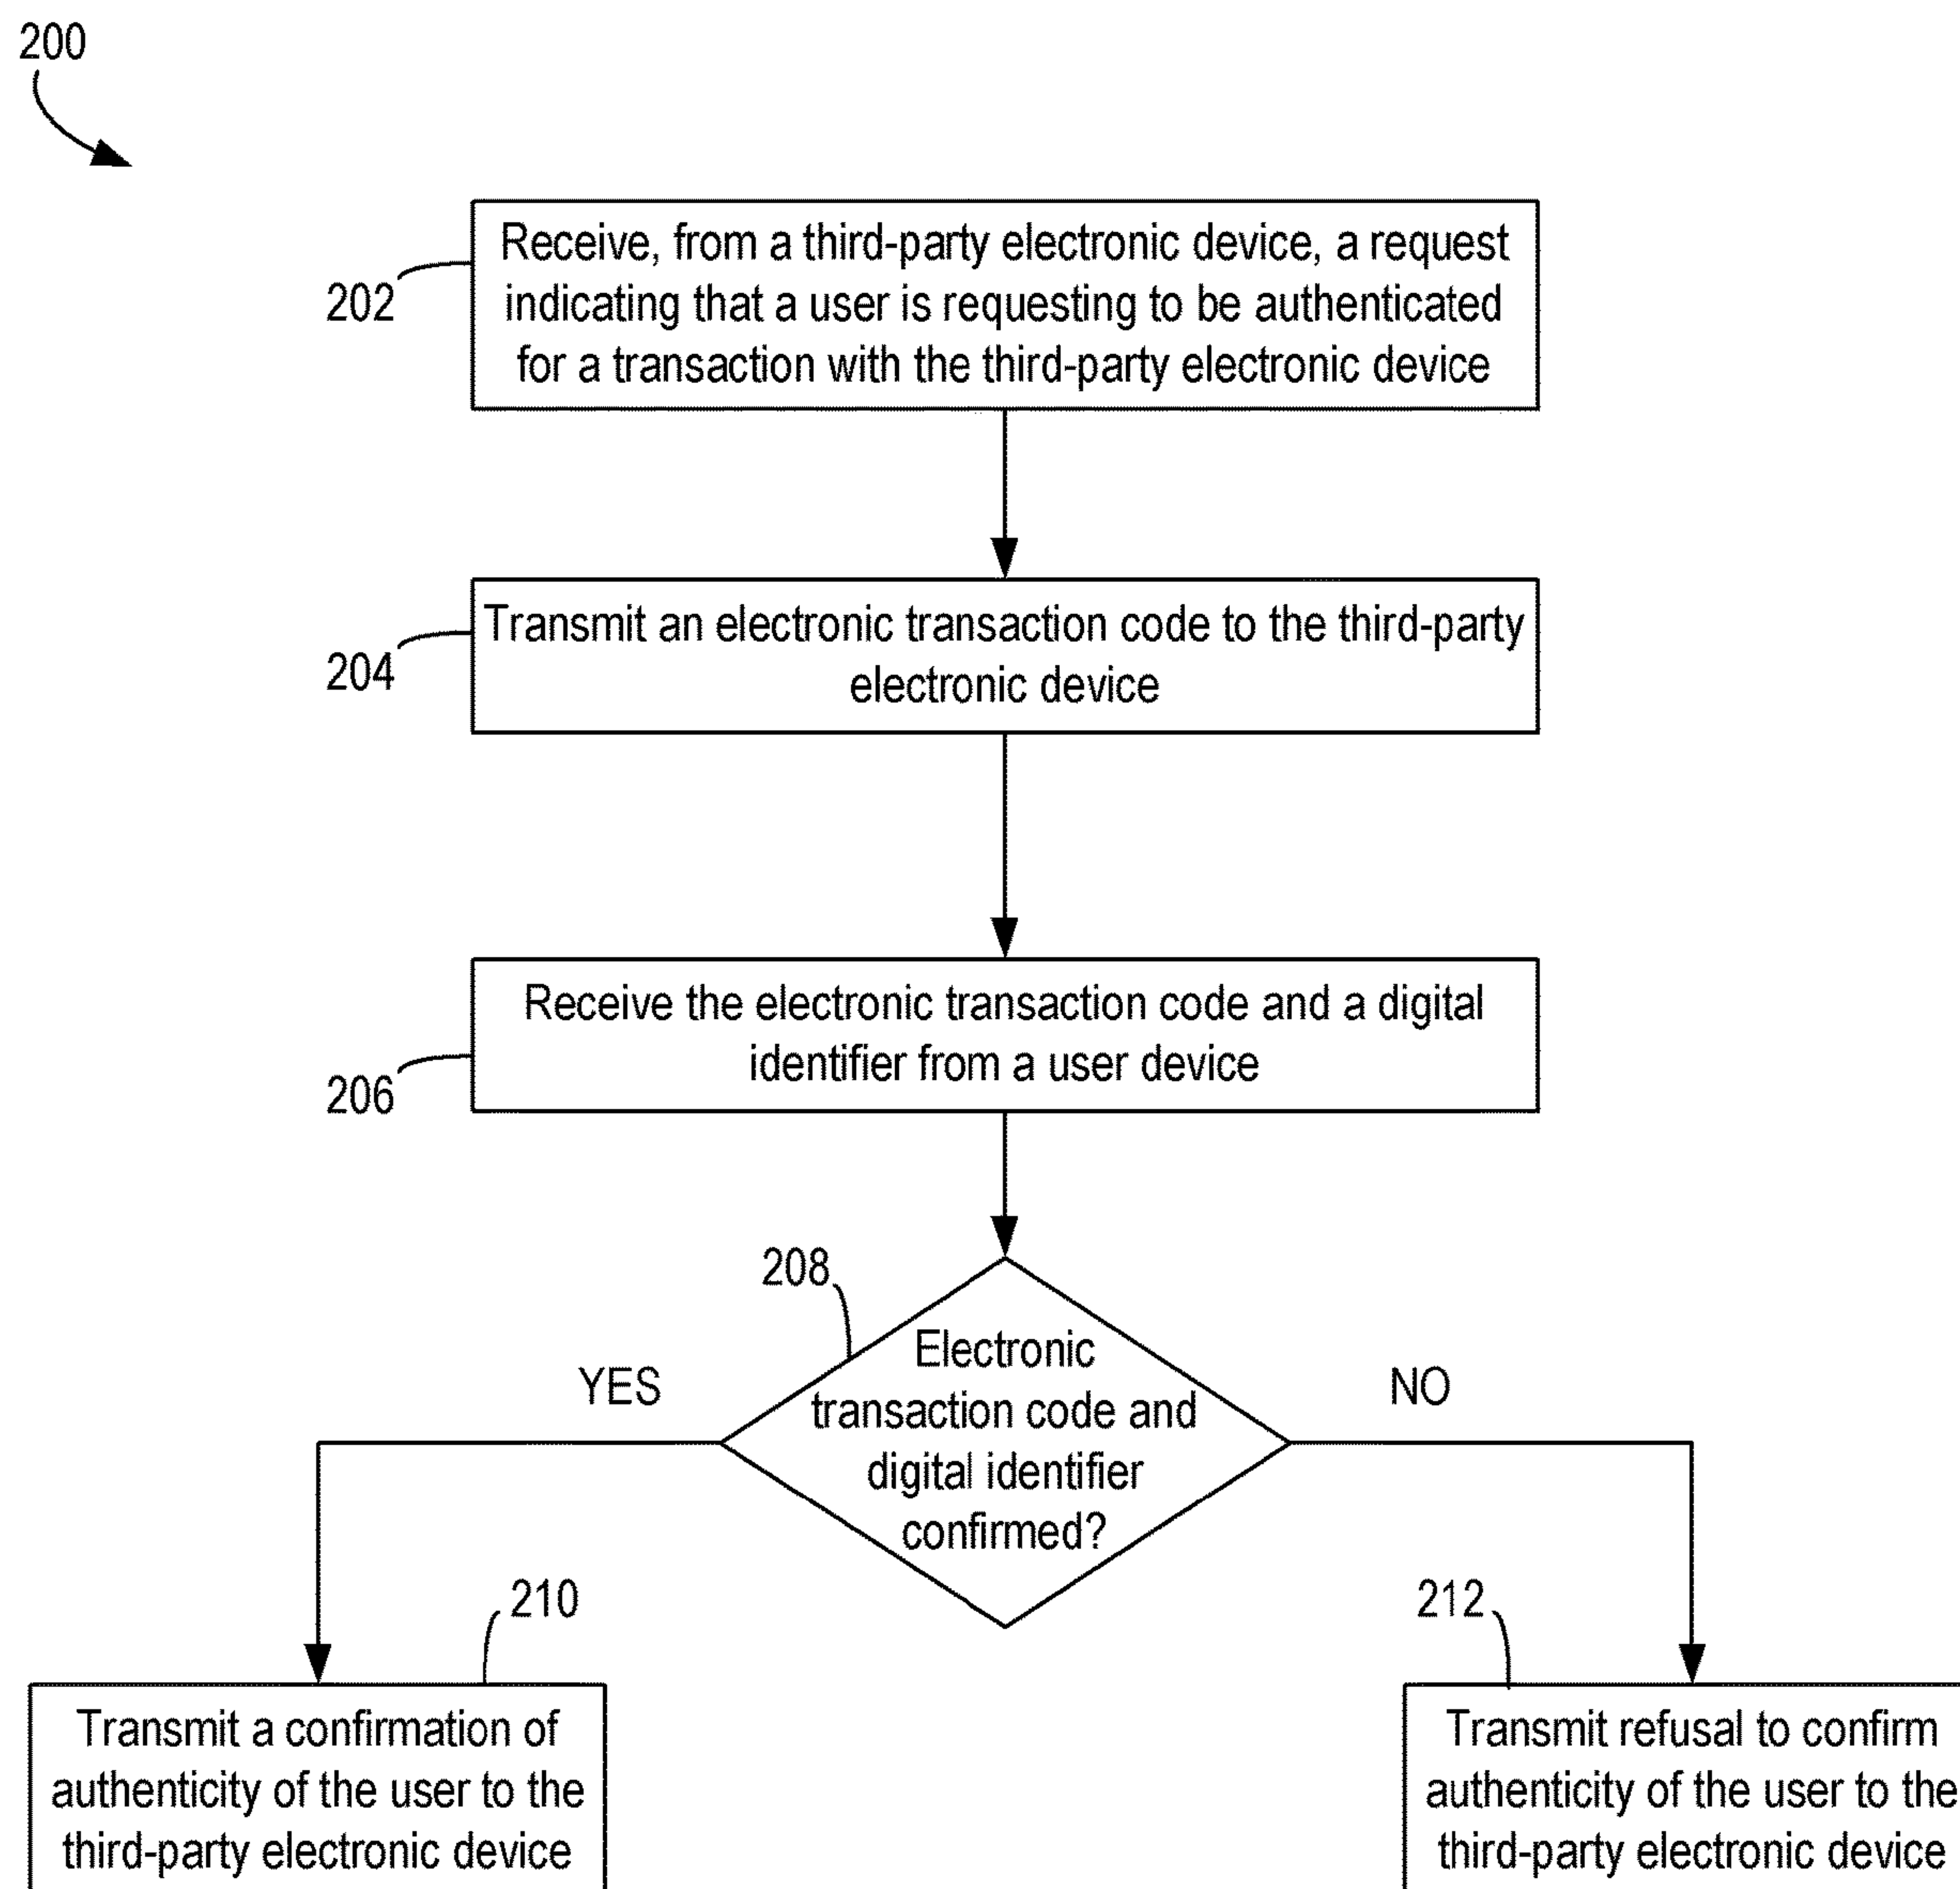 200
Receive, from a third-party electronic device, a request
indicating that a user is requesting to be authenticated
for a transaction with the third-party electronic device
202
Transmit an electronic transaction code to the third-party
electronic device
204
Receive the electronic transaction code and a digital
identifier from a user device
206
208
Electronic
transaction code and
digital identifier
confirmed?
YES
NO
210
Transmit a confirmation of
authenticity of the user to the
third-party electronic device
212
Transmit refusal to confirm
authenticity of the user to the
third-party electronic device